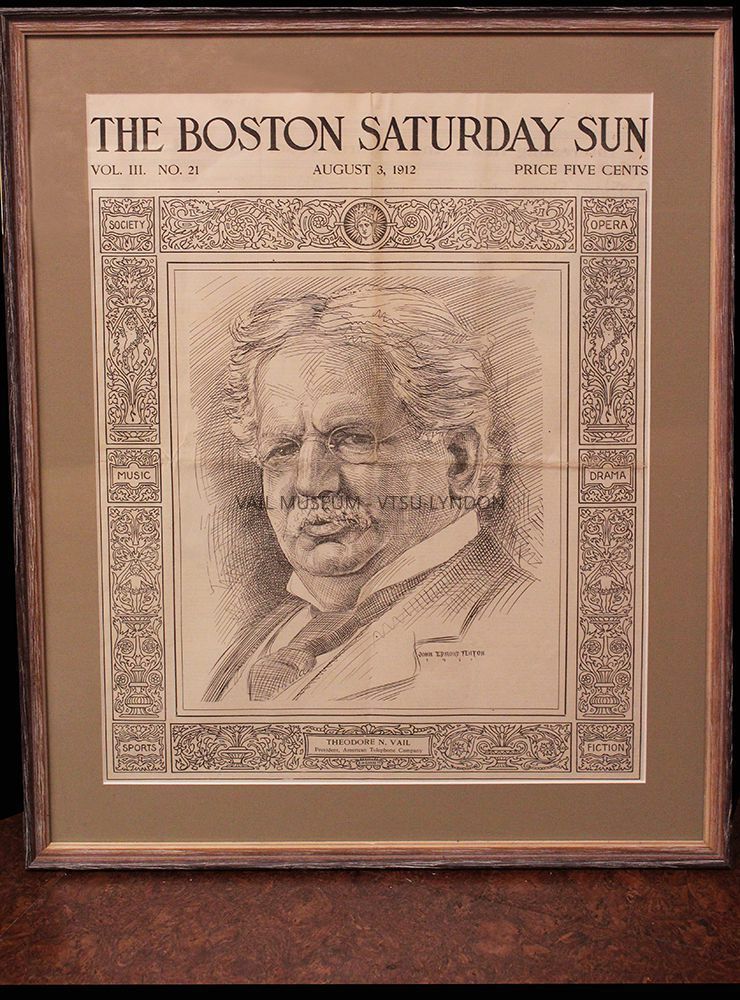 THE BOSTON SATURDAY SUN
VOL. III. NO. 21 AUGUST 3, 1912 PRICE FIVE CENTS
SOCIETY
OPERA
MUSIC
DRAMA
VAIL MUSEUM - VTSU LYNDON
JOHN
SPORTS
THEODORE N. VAIL
President, American Telephone Company
FICTION